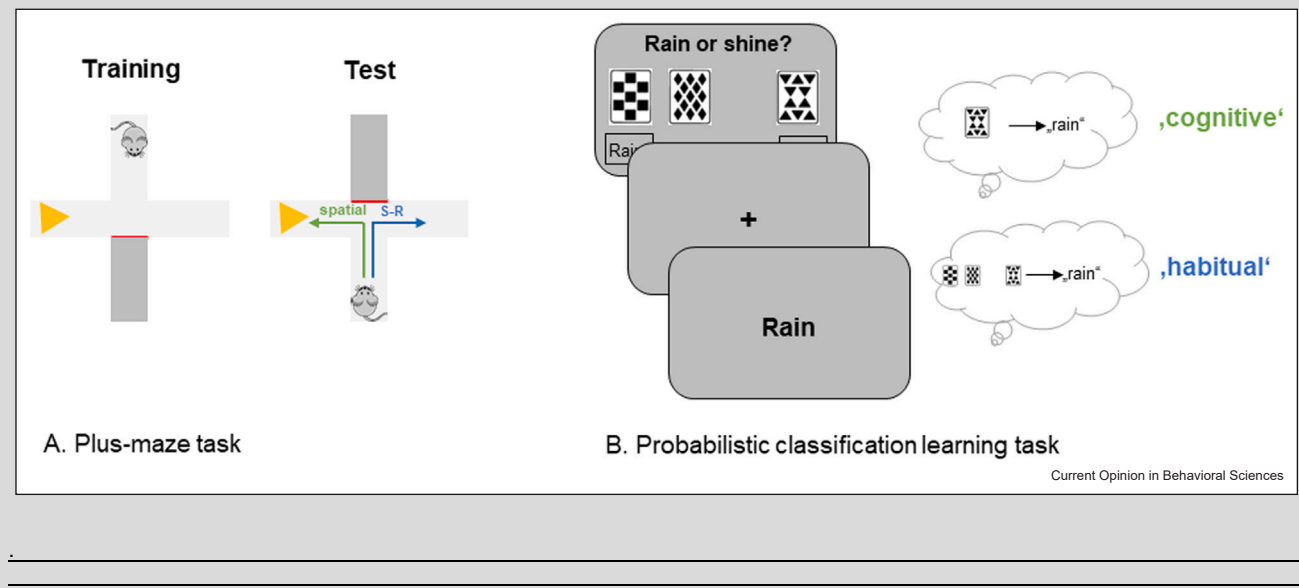 Training
Test
spatial S-R
A. Plus-maze task
Rain or shine?
+
Rain
„rain“
‚cognitive‘
„rain“
‚habitual‘
B. Probabilistic classification learning task
Current Opinion in Behavioral Sciences
.